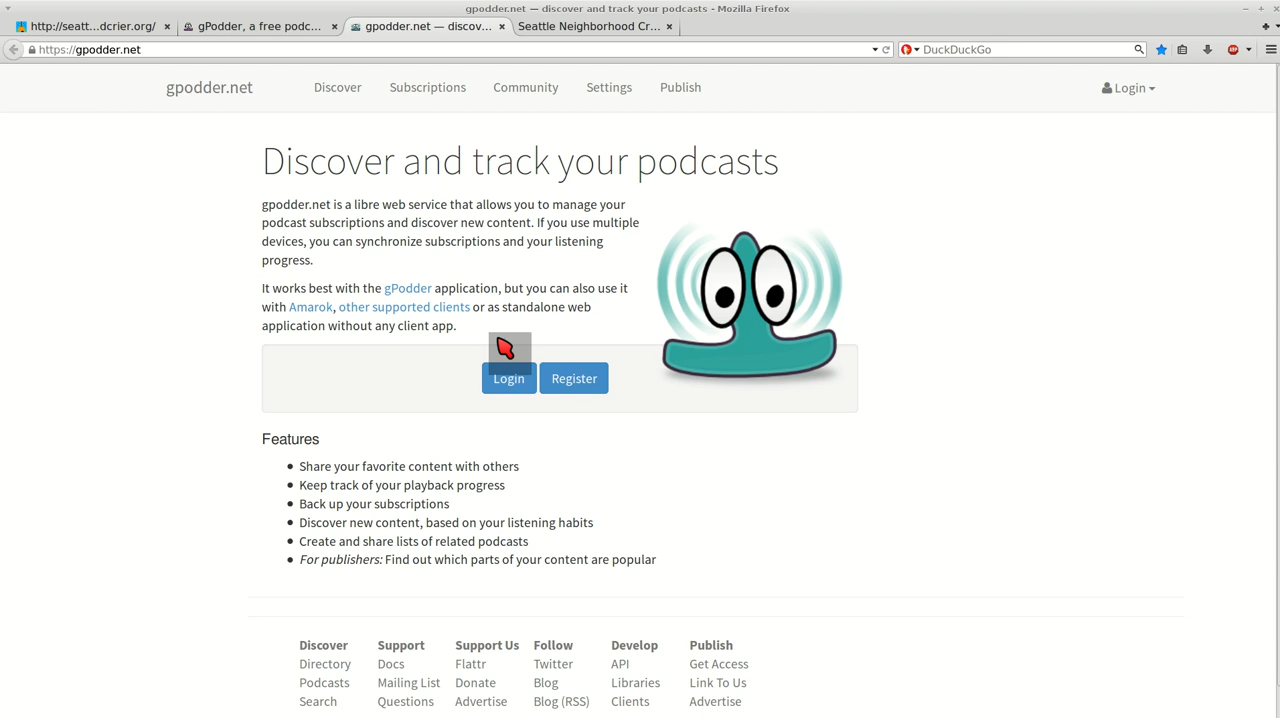 gpodder.net — discover and track your podcasts - Mozilla Firefox
http://seatt...dcrier.org/
gPodder, a free podc...
gpodder.net — discov...
Seattle Neighborhood Cr...
https://gpodder.net
DuckDuckGo
gpodder.net Discover Subscriptions Community Settings Publish Login
Discover and track your podcasts
gpodder.net is a libre web service that allows you to manage your
podcast subscriptions and discover new content. If you use multiple
devices, you can synchronize subscriptions and your listening
progress.
It works best with the gPodder application, but you can also use it
with Amarok, other supported clients or as standalone web
application without any client app.
Login Register
Features
Share your favorite content with others
Keep track of your playback progress
Back up your subscriptions
Discover new content, based on your listening habits
Create and share lists of related podcasts
For publishers: Find out which parts of your content are popular
Discover Support Support Us Follow Develop Publish
Directory Docs Flattr Twitter API Get Access
Podcasts Mailing List Donate Blog Libraries Link To Us
Search Questions Advertise Blog (RSS) Clients Advertise